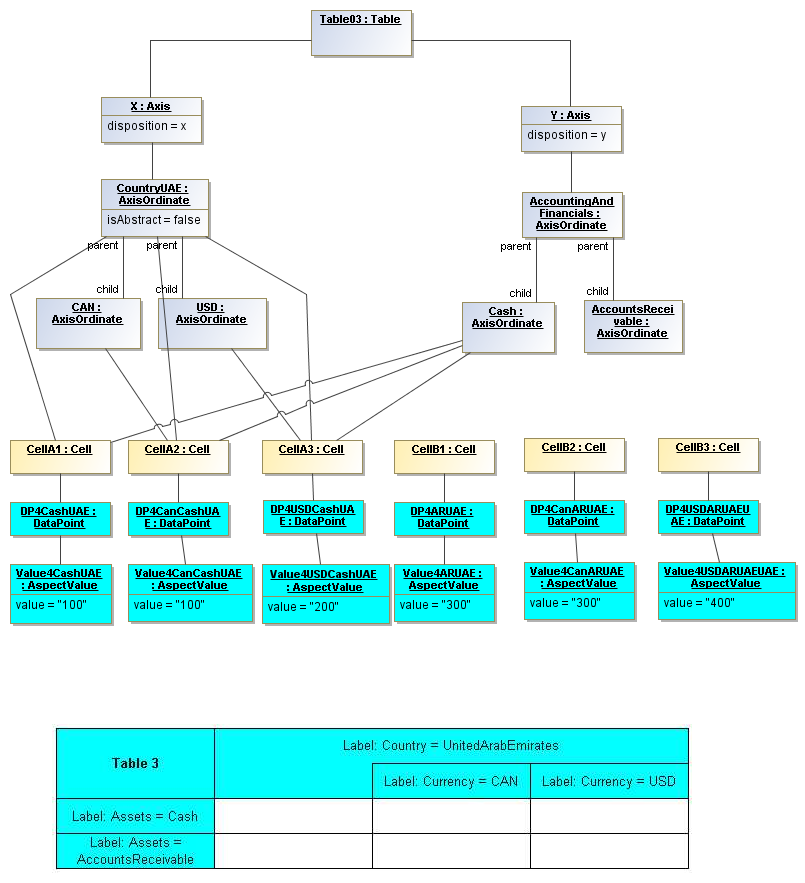 Table03 : Table
X : Axis
disposition = x
Y : Axis
disposition = y
CountryUAE :
AxisOrdinate
isAbstract = false
AccountingAnd
Financials :
AxisOrdinate
parent
parent
parent
parent
child
child
child
child
CAN :
AxisOrdinate
USD :
AxisOrdinate
Cash :
AxisOrdinate
AccountsRecei
vable :
AxisOrdinate
CellA1 : Cell
CellA2 : Cell
CellA3 : Cell
CellB1 : Cell
CellB2 : Cell
CellB3 : Cell
DP4CashUAE :
DataPoint
DP4CanCashUA
E : DataPoint
DP4USDCashUA
E : DataPoint
DP4ARUAE :
DataPoint
DP4CanARUAE :
DataPoint
DP4USDARUAEU
AE : DataPoint
Value4CashUAE
: AspectValue
value = "100"
Value4CanCashUAE
: AspectValue
value = "100"
Value4USDCashUAE
: AspectValue
value = "200"
Value4ARUAE :
AspectValue
value = "300"
Value4CanARUAE
: AspectValue
value = "300"
Value4USDARUAEUAE :
AspectValue
value = "400"
Table 3
Label: Country = UnitedArabEmirates
Label: Currency = CAN
Label: Currency = USD
Label: Assets = Cash
Label: Assets =
AccountsReceivable